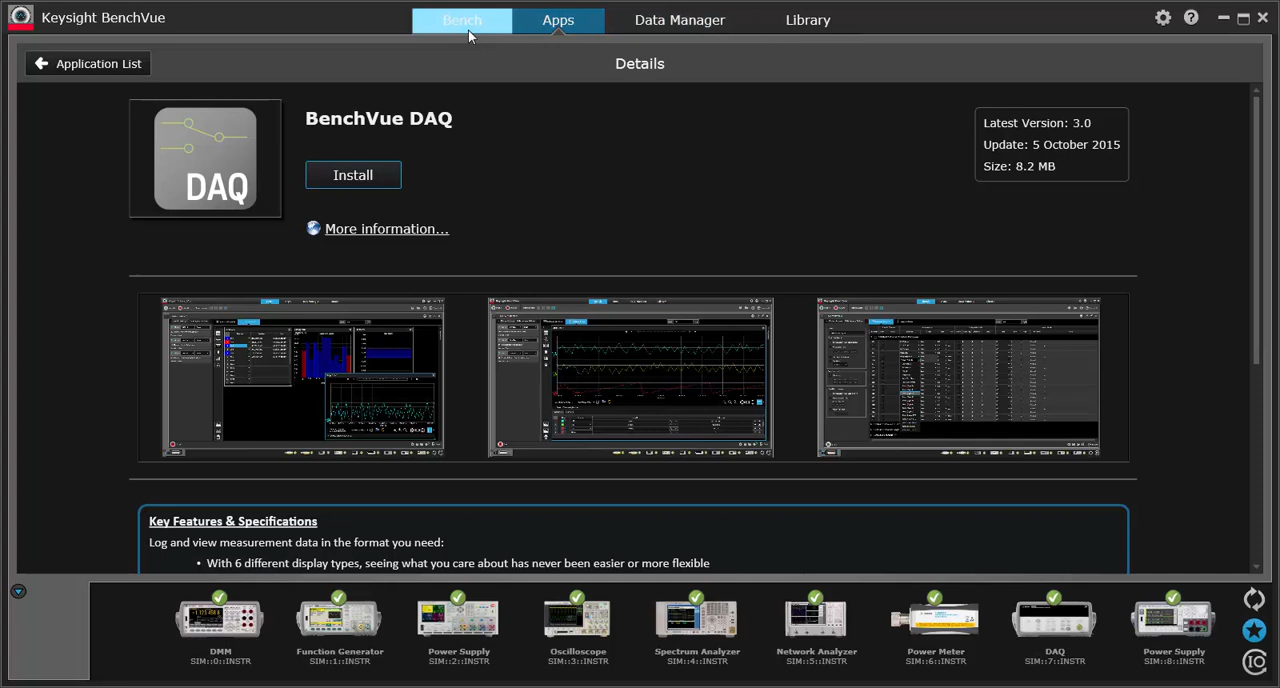 Keysight BenchVue
Bench
Apps
Data Manager
Library
Application List
Details
DAQ
BenchVue DAQ
Install
More information...
Latest Version: 3.0
Update: 5 October 2015
Size: 8.2 MB
Key Features & Specifications
Log and view measurement data in the format you need:
• With 6 different display types, seeing what you care about has never been easier or more flexible
DMM
SIM::0::INSTR
Function Generator
SIM::1::INSTR
Power Supply
SIM::2::INSTR
Oscilloscope
SIM::3::INSTR
Spectrum Analyzer
SIM::4::INSTR
Network Analyzer
SIM::5::INSTR
Power Meter
SIM::6::INSTR
DAQ
SIM::7::INSTR
Power Supply
SIM::8::INSTR
IO